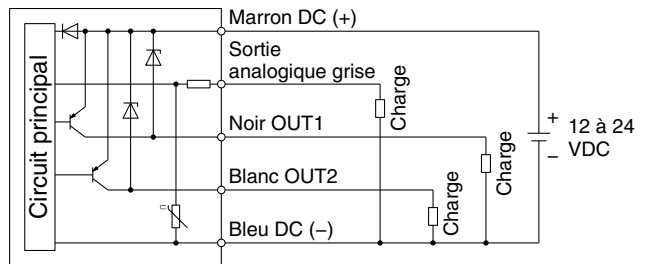 Circuit principal
Marron DC (+)
Sortie
analogique grise
Charge
Noir OUT1
Charge
Blanc OUT2
Charge
Bleu DC (−)
+
12 à 24
VDC
−